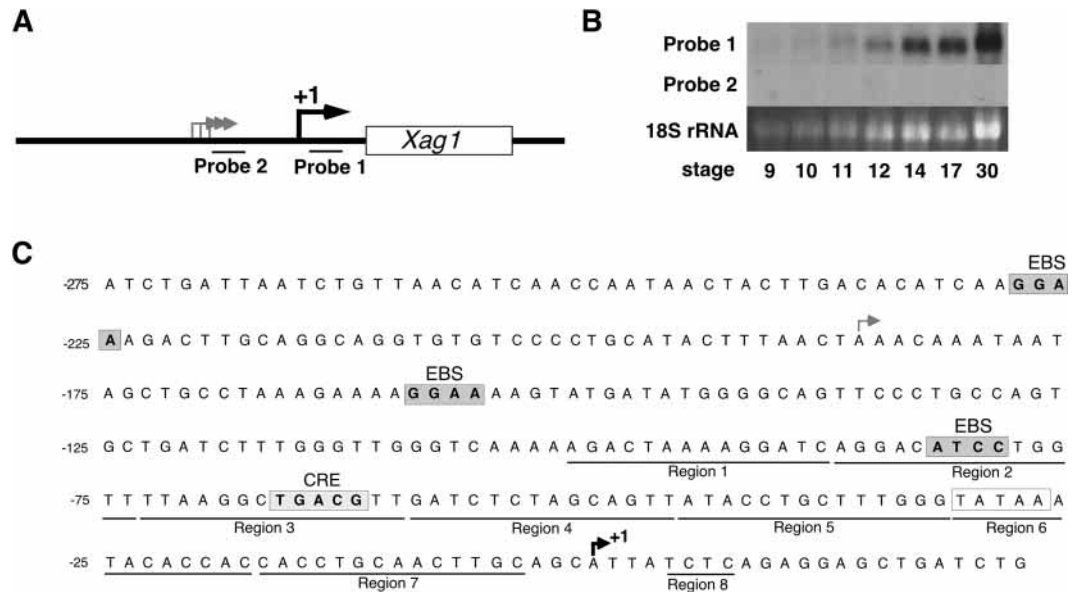 A
B
+1
Xag1
Probe 2
Probe 1
Probe 1
Probe 2
18S rRNA
stage 9 10 11 12 14 17 30
C
EBS
-275 A T C T G A T T A A T C T G T T A A C A T C A A C C A A T A A C T A C T T G A C A C A T C A A G G A
-225 A A G A C T T G C A G G C A G G T G T G T C C C C T G C A T A C T T T A A C T A A A C A A A T A A T
EBS
-175 A G C T G C C T A A A G A A A A G G A A A A G T A T G A T A T G G G G C A G T T C C C T G C C A G T
EBS
-125 G C T G A T C T T T G G G T T G G G T C A A A A A G A C T A A A A G G A T C A G G A C A T C C T G G
Region 1 Region 2
CRE
-75 T T T T A A G G C T G A C G T T G A T C T C T A G C A G T T A T A C C T G C T T T G G G T A T A A A
Region 3 Region 4 Region 5 Region 6
+1
-25 T A C A C C A C C A C C T G C A A C T T G C A G C A T T A T C T C A G A G G A G C T G A T C T G
Region 7 Region 8